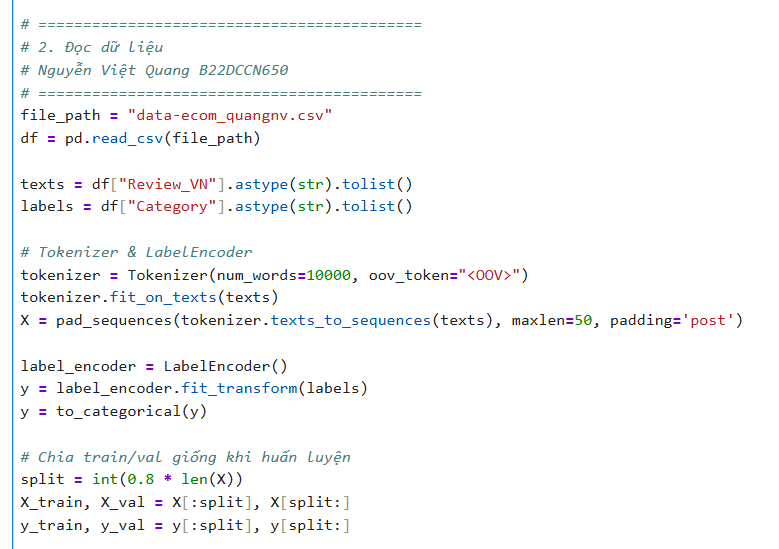 # ===========================================
# 2. Đọc dữ liệu
# Nguyễn Việt Quang B22DCCN650
# ===========================================
file_path = "data-ecom_quangnv.csv"
df = pd.read_csv(file_path)
texts = df["Review_VN"].astype(str).tolist()
labels = df["Category"].astype(str).tolist()
# Tokenizer & LabelEncoder
tokenizer = Tokenizer(num_words=10000, oov_token="<OOV>")
tokenizer.fit_on_texts(texts)
X = pad_sequences(tokenizer.texts_to_sequences(texts), maxlen=50, padding='post')
label_encoder = LabelEncoder()
y = label_encoder.fit_transform(labels)
y = to_categorical(y)
# Chia train/val giống khi huấn luyện
split = int(0.8 * len(X))
X_train, X_val = X[:split], X[split:]
y_train, y_val = y[:split], y[split:]